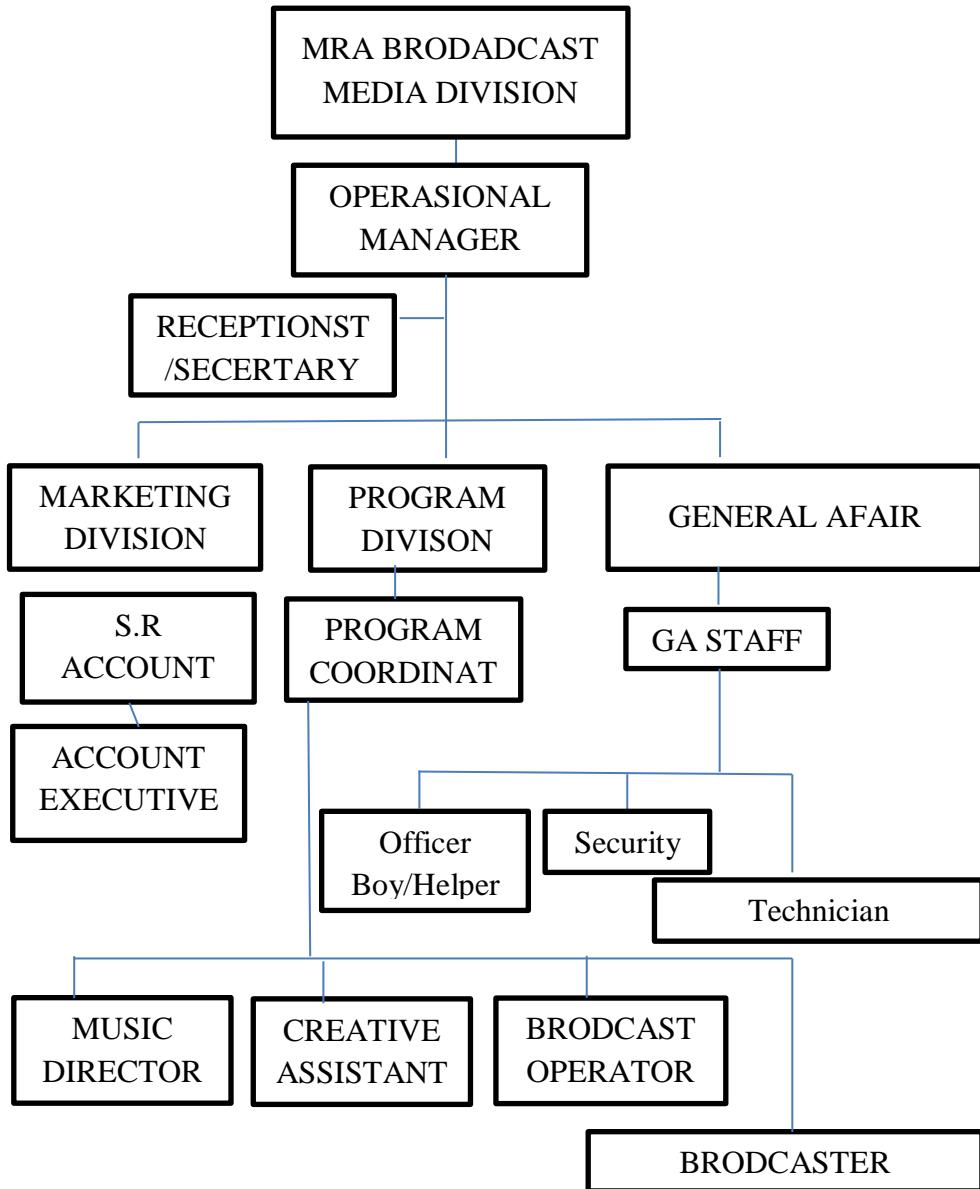 MRA BRODADCAST
MEDIA DIVISION
OPERASIONAL
MANAGER
RECEPTIONST
/SECERTARY
MARKETING
DIVISION
PROGRAM
DIVISON
GENERAL AFAIR
S.R
ACCOUNT
PROGRAM
COORDINAT
GA STAFF
ACCOUNT
EXECUTIVE
Officer
Boy/Helper
Security
Technician
MUSIC
DIRECTOR
CREATIVE
ASSISTANT
BRODCAST
OPERATOR
BRODCASTER